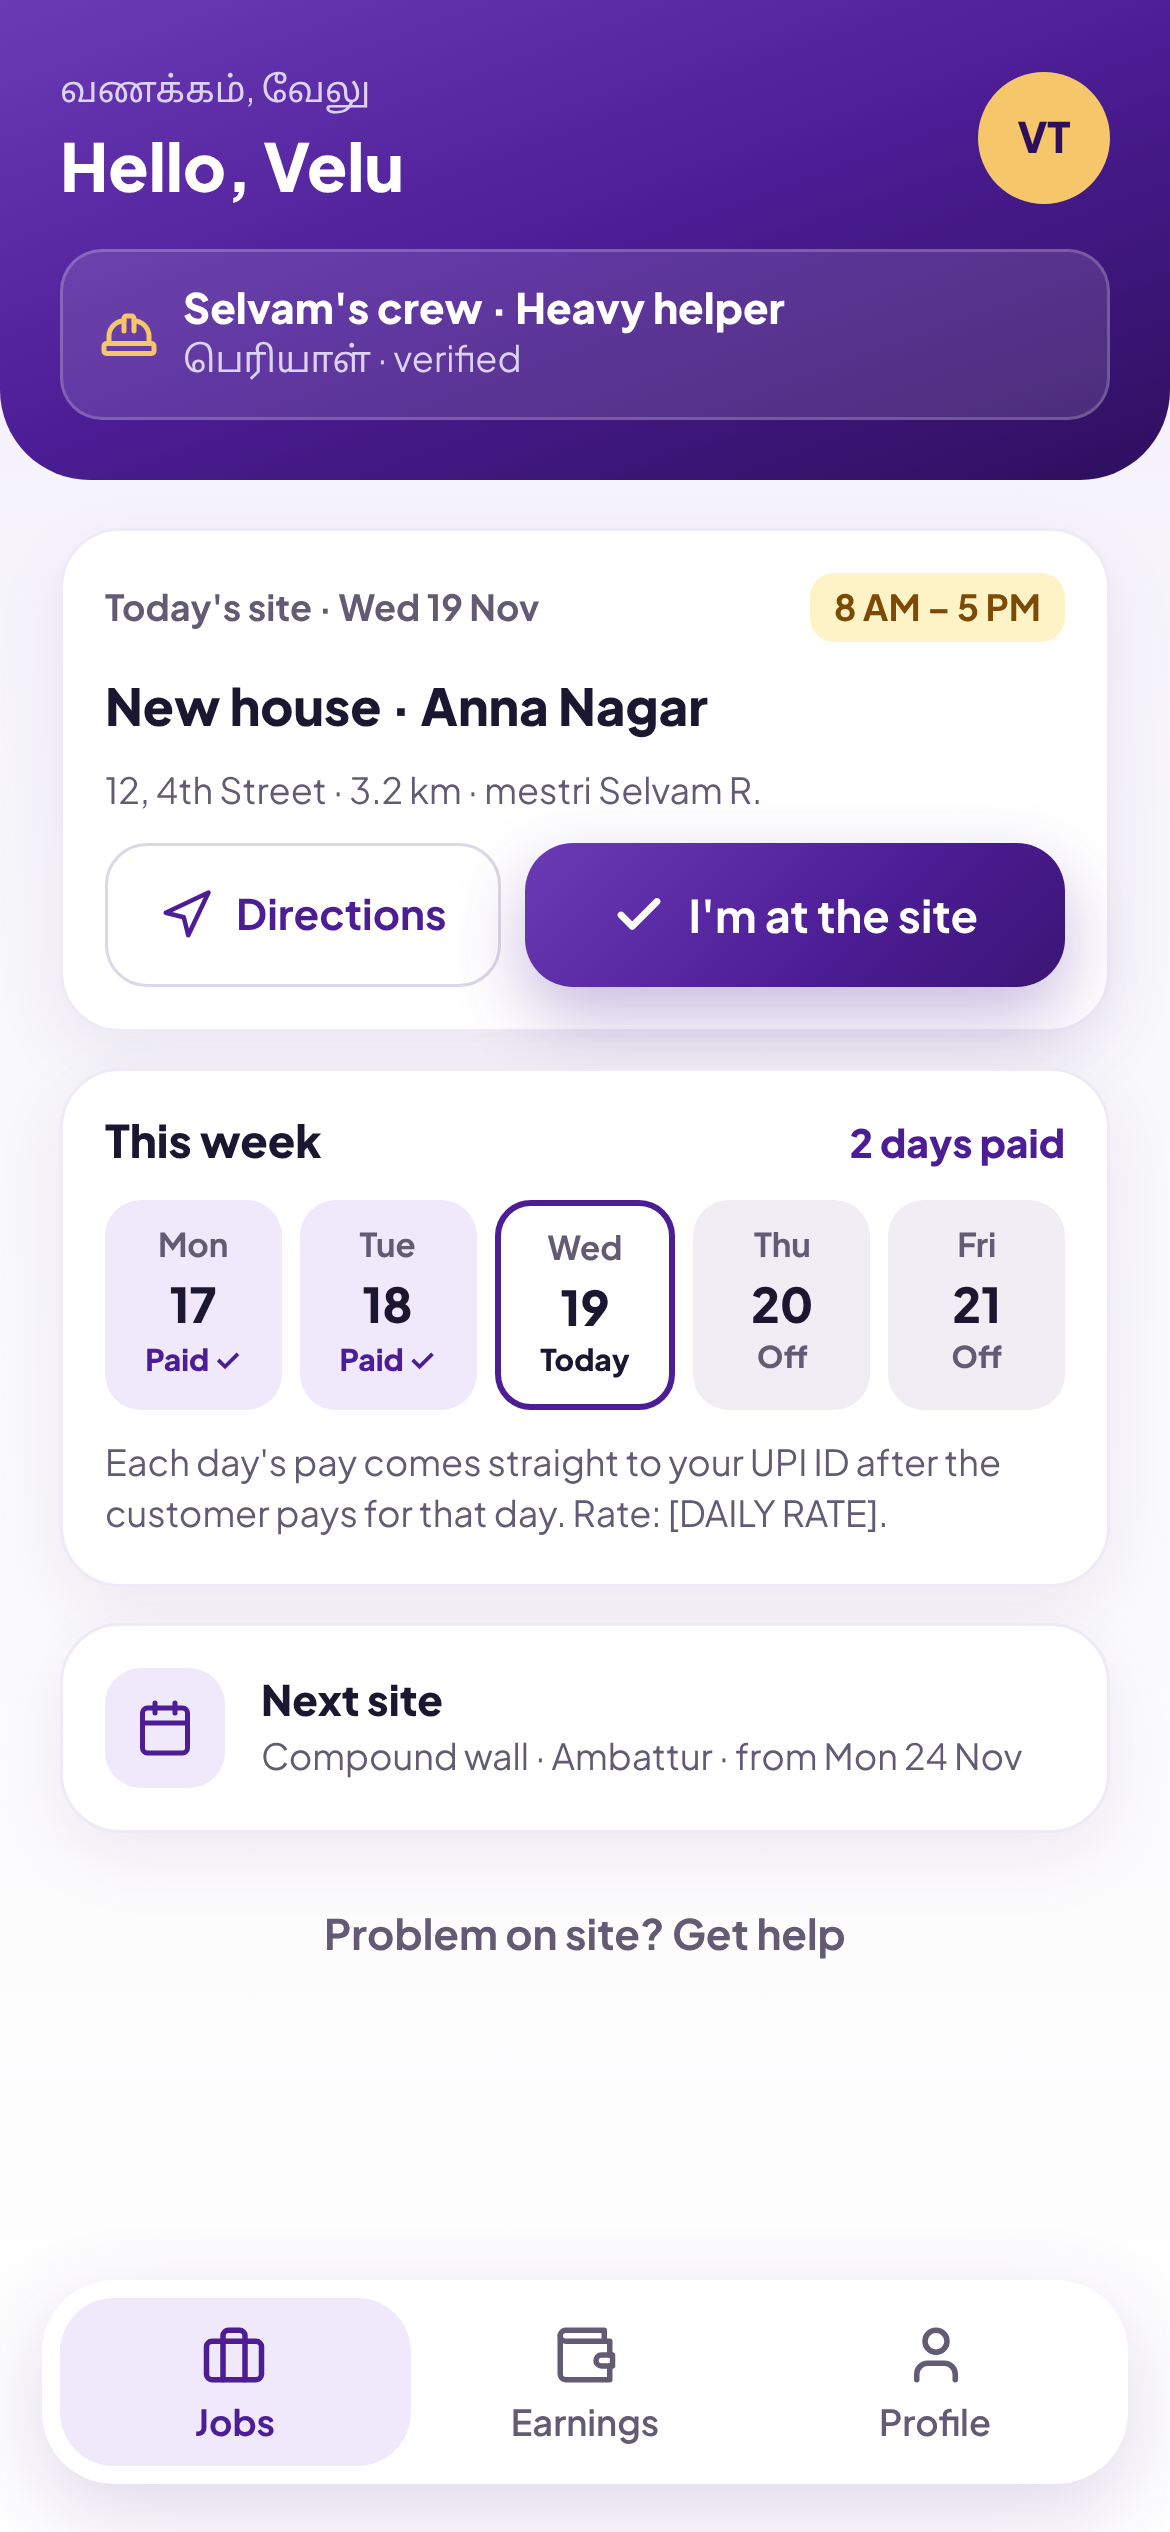 வணக்கம், வேலு
Hello, Velu
VT
Selvam's crew · Heavy helper
பெரியாள் · verified
Today's site · Wed 19 Nov
8 AM – 5 PM
New house · Anna Nagar
12, 4th Street · 3.2 km · mestri Selvam R.
Directions
✓ I'm at the site
This week
2 days paid
Mon
17
Paid ✓
Tue
18
Paid ✓
Wed
19
Today
Thu
20
Off
Fri
21
Off
Each day's pay comes straight to your UPI ID after the
customer pays for that day. Rate: [DAILY RATE].
Next site
Compound wall · Ambattur · from Mon 24 Nov
Problem on site? Get help
Jobs
Earnings
Profile